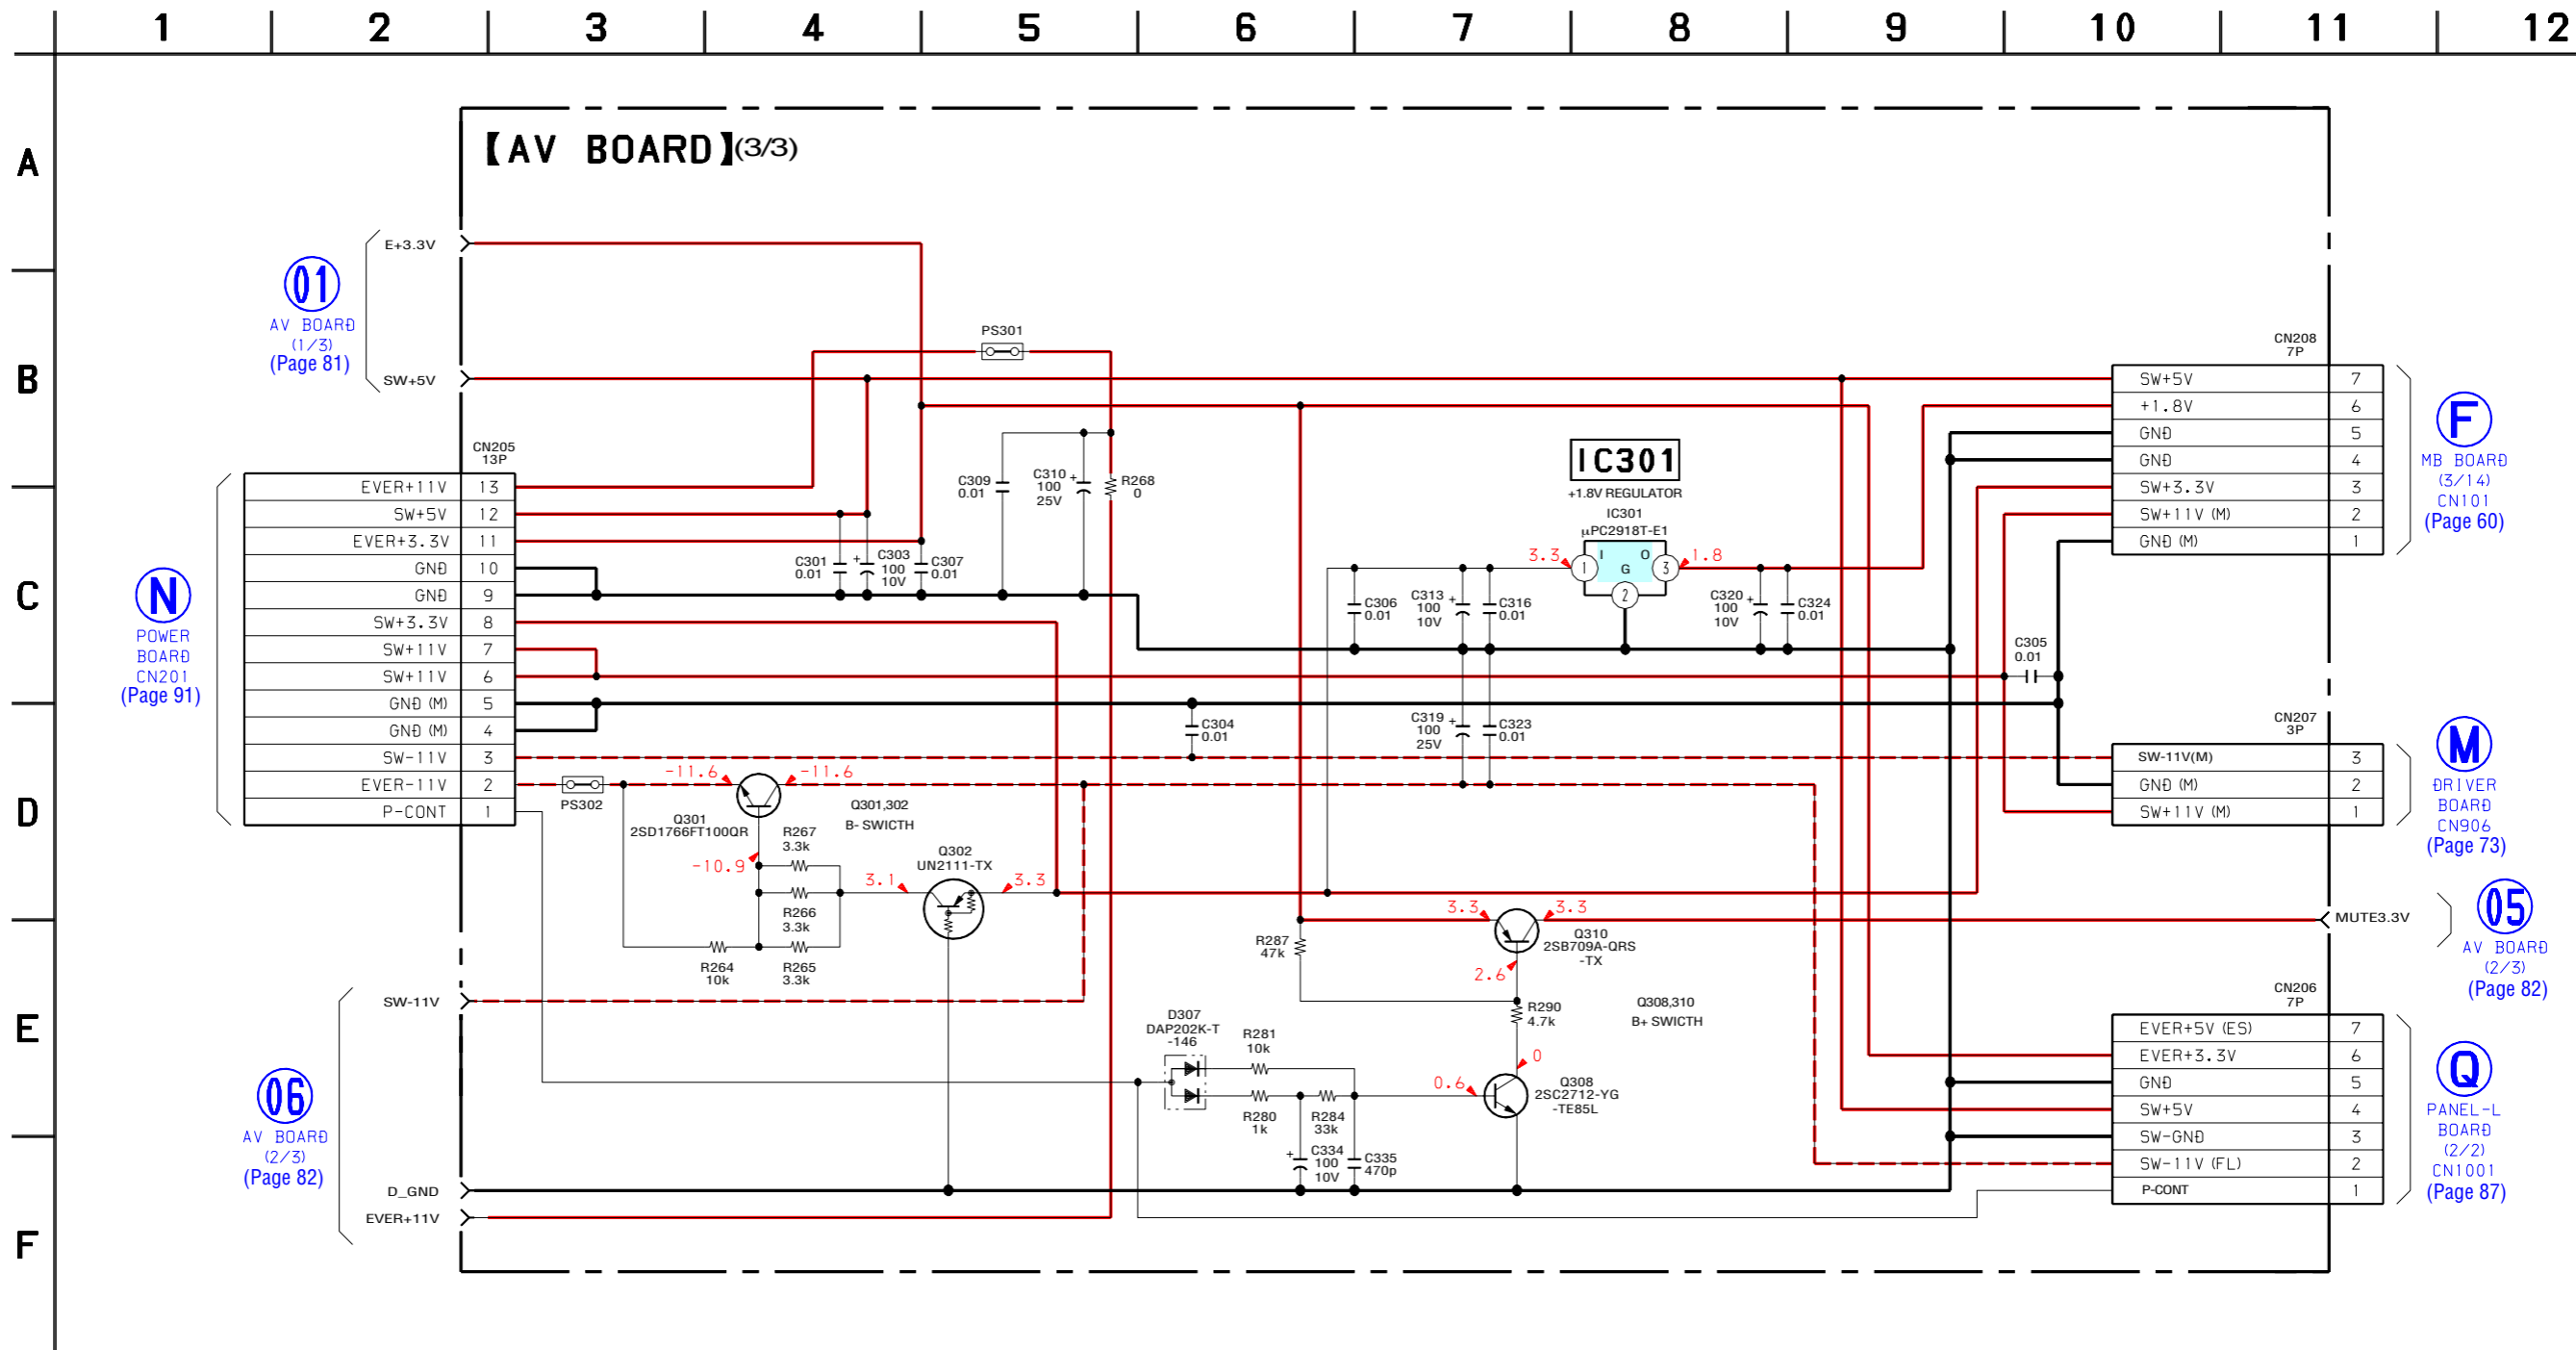 1 2 3 4 5 6 7 8 9 10 11 12
A
B
C
D
E
F
【AV BOARD】(3/3)
E+3.3V
01
AV BOARD
(1/3)
(Page 81)
SW+5V
CN205
13P
EVER+11V 13
SW+5V 12
EVER+3.3V 11
GND 10
GND 9
SW+3.3V 8
SW+11V 7
SW+11V 6
GND (M) 5
GND (M) 4
SW-11V 3
EVER-11V 2
P-CONT 1
N
POWER
BOARD
CN201
(Page 91)
PS301
C309
0.01
C310
100
25V
+
R268
0
C301
0.01
+
C303
100
10V
C307
0.01
IC301
+1.8V REGULATOR
IC301
µPC2918T-E1
3.3
1
I
O
G
3
2
1.8
C306
0.01
C313
100
10V
+
C316
0.01
C320
100
10V
+
C324
0.01
C305
0.01
C304
0.01
C319
100
25V
+
C323
0.01
PS302
-11.6
-11.6
Q301
2SD1766FT100QR
Q301,302
B- SWICTH
-10.9
R267
3.3k
R266
3.3k
R264
10k
R265
3.3k
3.1
Q302
UN2111-TX
3.3
R287
47k
3.3
3.3
Q310
2SB709A-QRS
-TX
2.6
R290
4.7k
Q308,310
B+ SWICTH
0
0.6
Q308
2SC2712-YG
-TE85L
D307
DAP202K-T
-146
R281
10k
R280
1k
R284
33k
+
C334
100
10V
C335
470p
SW-11V
06
AV BOARD
(2/3)
(Page 82)
D_GND
EVER+11V
CN208
7P
SW+5V 7
+1.8V 6
GND 5
GND 4
SW+3.3V 3
SW+11V (M) 2
GND (M) 1
F
MB BOARD
(3/14)
CN101
(Page 60)
CN207
3P
SW-11V(M) 3
GND (M) 2
SW+11V (M) 1
M
DRIVER
BOARD
CN906
(Page 73)
MUTE3.3V
05
AV BOARD
(2/3)
(Page 82)
CN206
7P
EVER+5V (ES) 7
EVER+3.3V 6
GND 5
SW+5V 4
SW-GND 3
SW-11V (FL) 2
P-CONT 1
Q
PANEL-L
BOARD
(2/2)
CN1001
(Page 87)